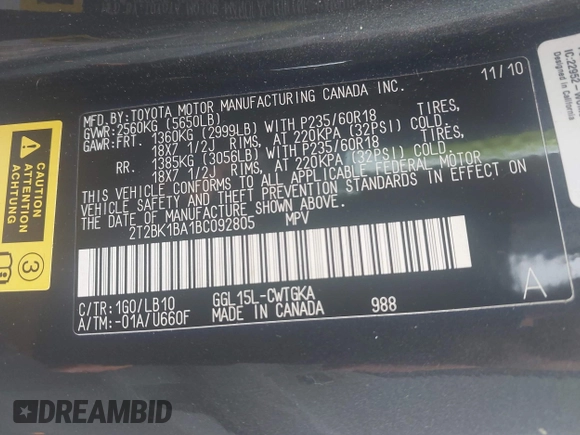 MFD. BY: TOYOTA MOTOR MANUFACTURING CANADA INC. 11/10
GVWR: 2560KG (5650LB)
GAWR: FRT. 1360KG (2999LB) WITH P235/60R18 TIRES,
18X7 1/2J RIMS, AT 220KPA (32PSI) COLD.
RR. 1385KG (3056LB) WITH P235/60R18 TIRES,
18X7 1/2J RIMS, AT 220KPA (32PSI) COLD.
THIS VEHICLE CONFORMS TO ALL APPLICABLE FEDERAL MOTOR
VEHICLE SAFETY AND THEFT PREVENTION STANDARDS IN EFFECT ON
THE DATE OF MANUFACTURE SHOWN ABOVE.
2T2BK1BA1BC092805 MPV
C/TR: 1G0/LB10 GGL15L-CWTGKA A
A/TM: -01A/U660F MADE IN CANADA 988
CAUTION
ATTENTION
ACHTUNG
3
Designed in California
DREAMBID